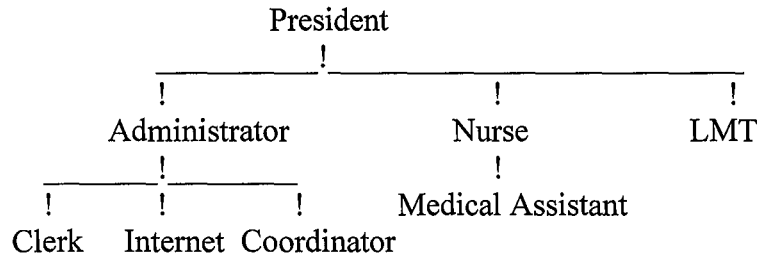 President
!
! ! !
Administrator Nurse LMT
! !
! ! ! Medical Assistant
Clerk Internet Coordinator